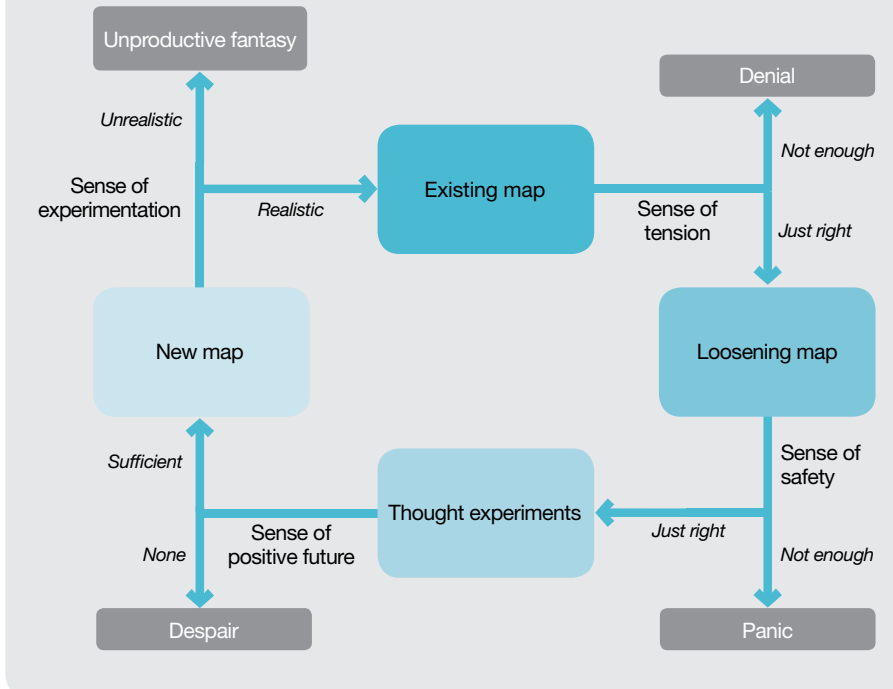 Unproductive fantasy
Denial
Unrealistic
Not enough
Sense of
experimentation
Realistic
Existing map
Sense of
tension
Just right
New map
Loosening map
Sufficient
Sense of
safety
Thought experiments
Just right
Sense of
positive future
None
Not enough
Despair
Panic